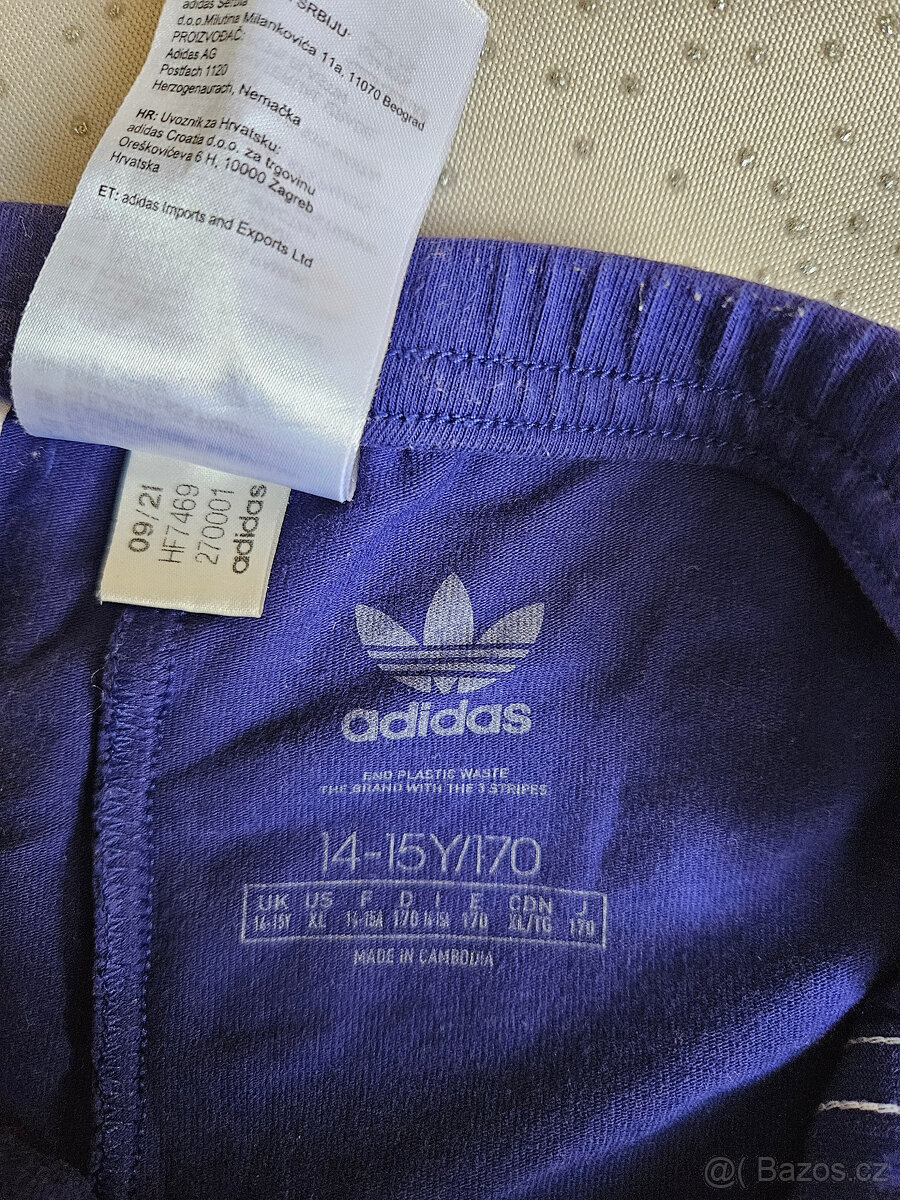 SRBIJU:
adidas Serbia
d.o.o.Milutina Milankovića 11a, 11070 Beograd
PROIZVOĐAČ:
Adidas AG
Postfach 1120
Herzogenaurach, Nemačka
HR: Uvoznik za Hrvatsku:
adidas Croatia d.o.o. za trgovinu
Oreškovićeva 6 H, 10000 Zagreb
Hrvatska
ET: adidas Imports and Exports Ltd
09/21
HF7469
270001
adidas
adidas
END PLASTIC WASTE
THE BRAND WITH THE 3 STRIPES
14-15Y/170
UK US F D I E CDN J
14-15Y XL 14-15A 170 14-15A 170 XL/TG 170
MADE IN CAMBODIA
@( Bazos.cz